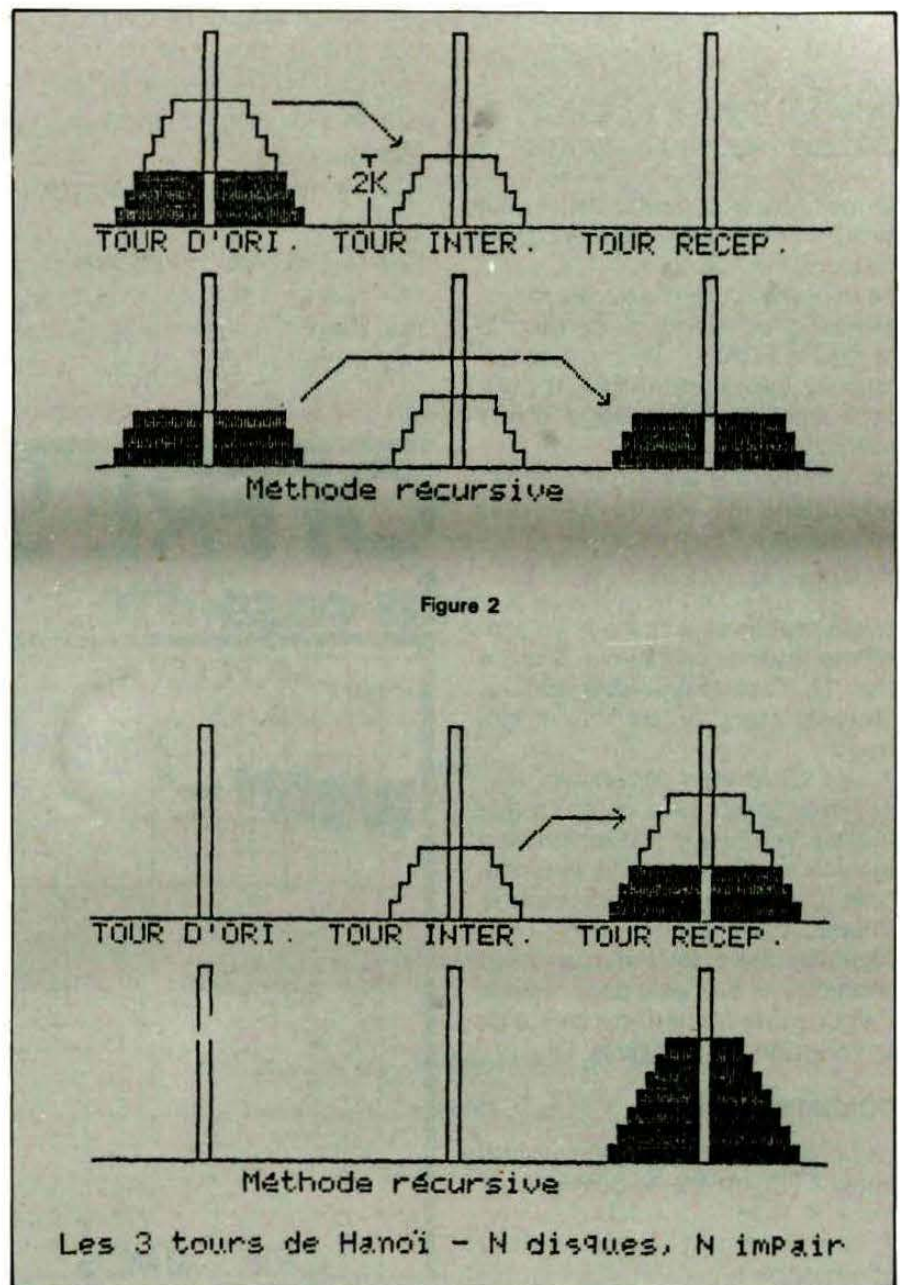 2K
TOUR D'ORI. TOUR INTER. TOUR RECEP.
Méthode récursive
Figure 2
TOUR D'ORI. TOUR INTER. TOUR RECEP.
Méthode récursive
Les 3 tours de Hanoï - N disques, N imPair